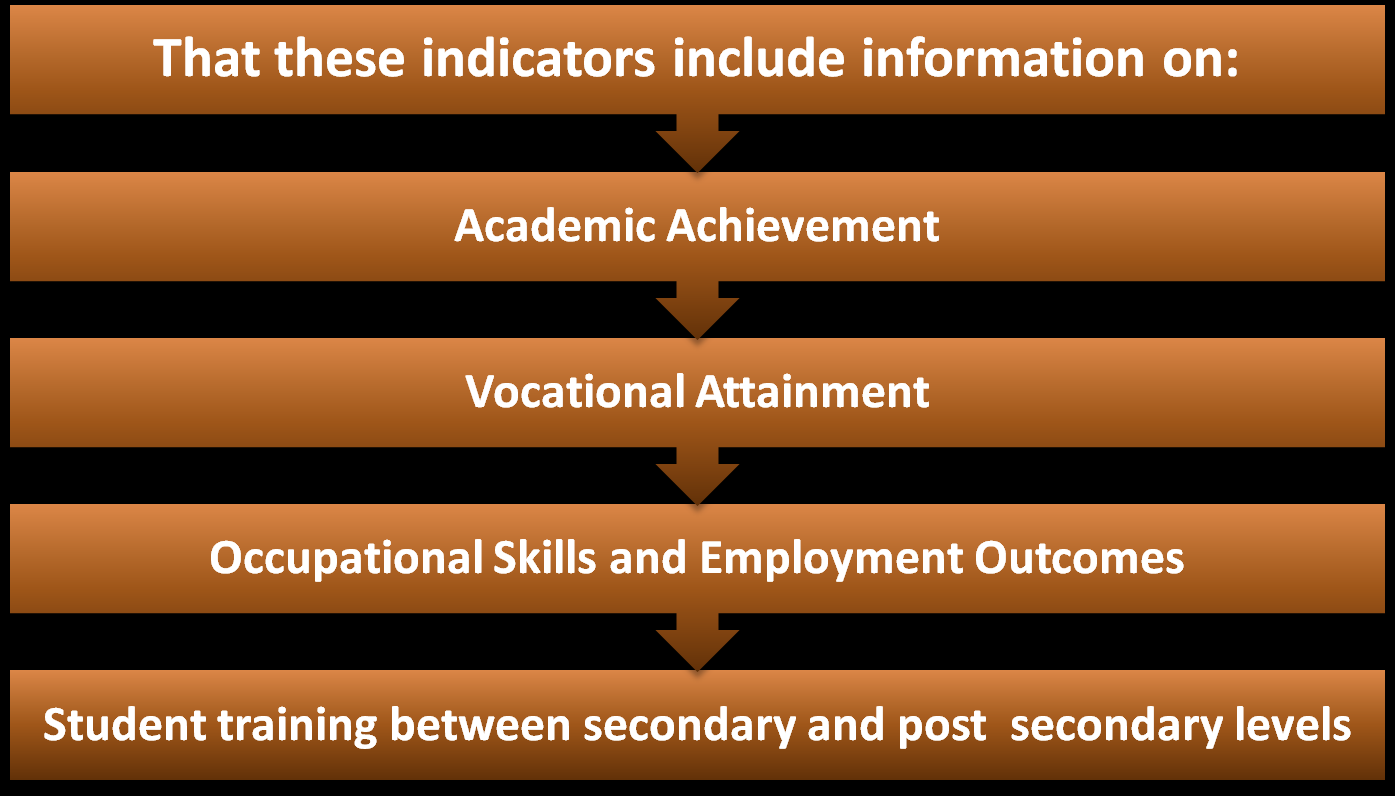 That these indicators include information on:
Academic Achievement
Vocational Attainment
Occupational Skills and Employment Outcomes
Student training between secondary and post  secondary levels